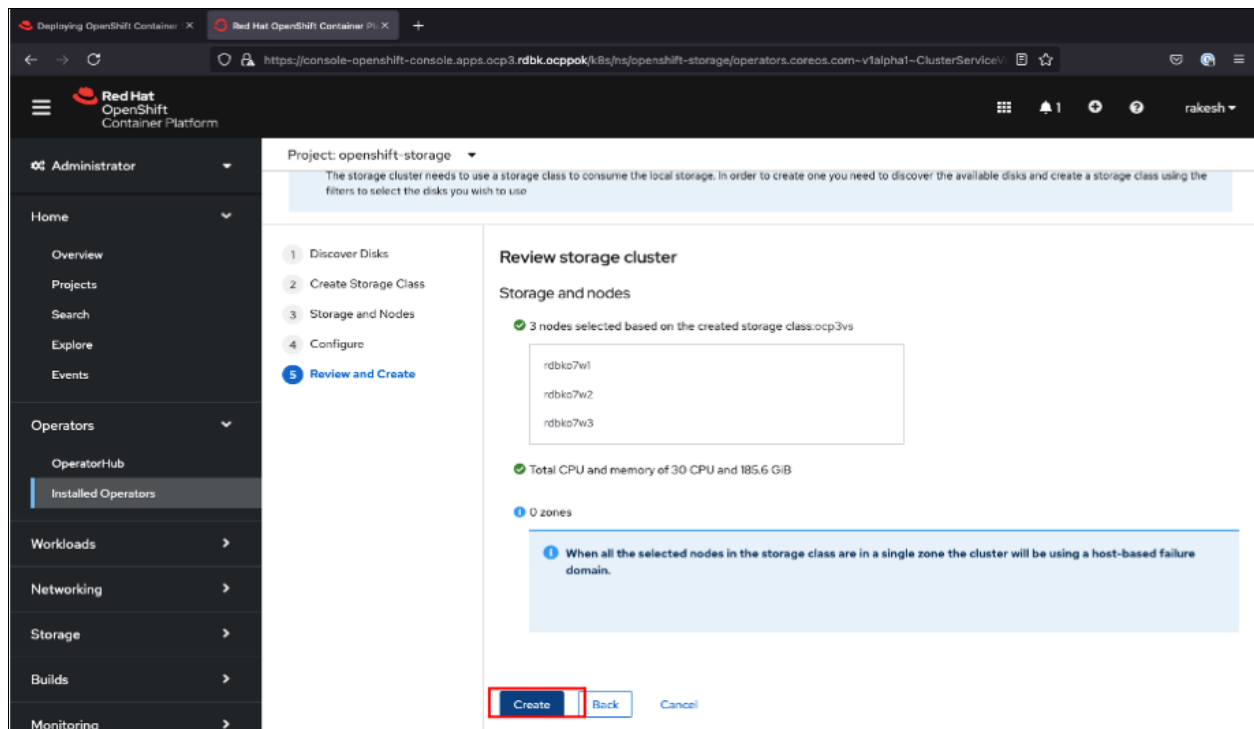 Deploying OpenShift Container
Red Hat OpenShift Container Pl
https://console-openshift-console.apps.ocp3.rdbk.ocppok/k8s/ns/openshift-storage/operators.coreos.com~v1alpha1~ClusterServiceV
Red Hat
OpenShift
Container Platform
1
rakesh
Administrator
Project: openshift-storage
The storage cluster needs to use a storage class to consume the local storage. In order to create one you need to discover the available disks and create a storage class using the
filters to select the disks you wish to use
Home
Overview
Projects
Search
Explore
Events
Operators
OperatorHub
Installed Operators
Workloads
Networking
Storage
Builds
Monitoring
1 Discover Disks
2 Create Storage Class
3 Storage and Nodes
4 Configure
5 Review and Create
Review storage cluster
Storage and nodes
3 nodes selected based on the created storage class:ocp3vs
rdbko7w1
rdbko7w2
rdbko7w3
Total CPU and memory of 30 CPU and 185.6 GiB
0 zones
When all the selected nodes in the storage class are in a single zone the cluster will be using a host-based failure
domain.
Create
Back
Cancel